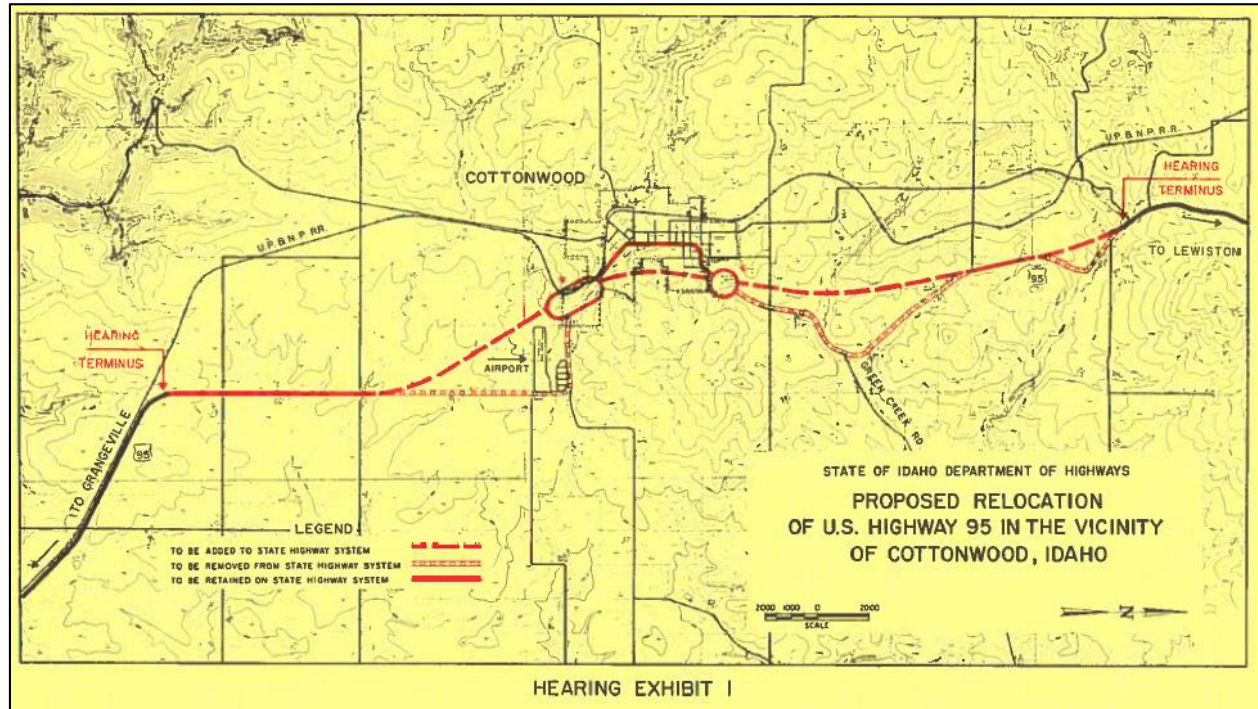 U.P.B.N.P.R.R.
COTTONWOOD
HEARING
TERMINUS
TO LEWISTON
U.P.B.N.P.RR.
95
HEARING
TERMINUS
AIRPORT
GREEN CREEK RD
TO GRANGEVILLE
95
STATE OF IDAHO DEPARTMENT OF HIGHWAYS
PROPOSED RELOCATION
OF U.S. HIGHWAY 95 IN THE VICINITY
OF COTTONWOOD, IDAHO
LEGEND
TO BE ADDED TO STATE HIGHWAY SYSTEM
TO BE REMOVED FROM STATE HIGHWAY SYSTEM
TO BE RETAINED ON STATE HIGHWAY SYSTEM
2000 1000 0 2000
SCALE
N
HEARING EXHIBIT I